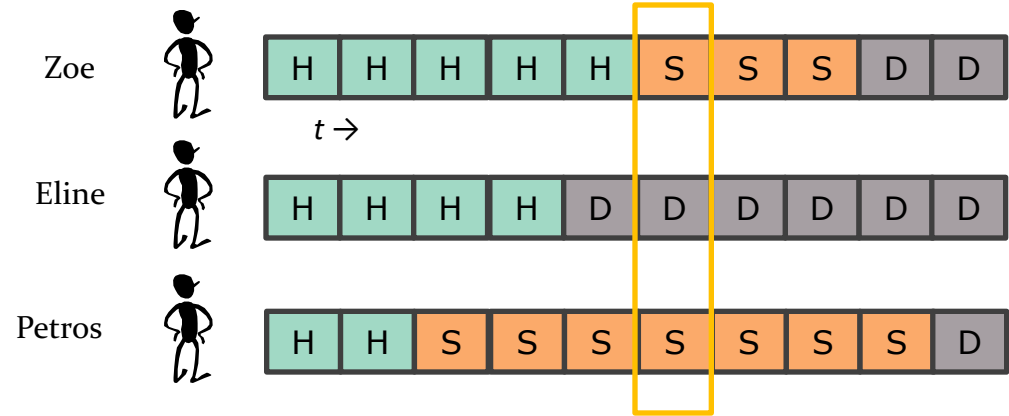 Zoe H H H H H S S S D D
t →
Eline H H H H D D D D D D
Petros H H S S S S S S S D